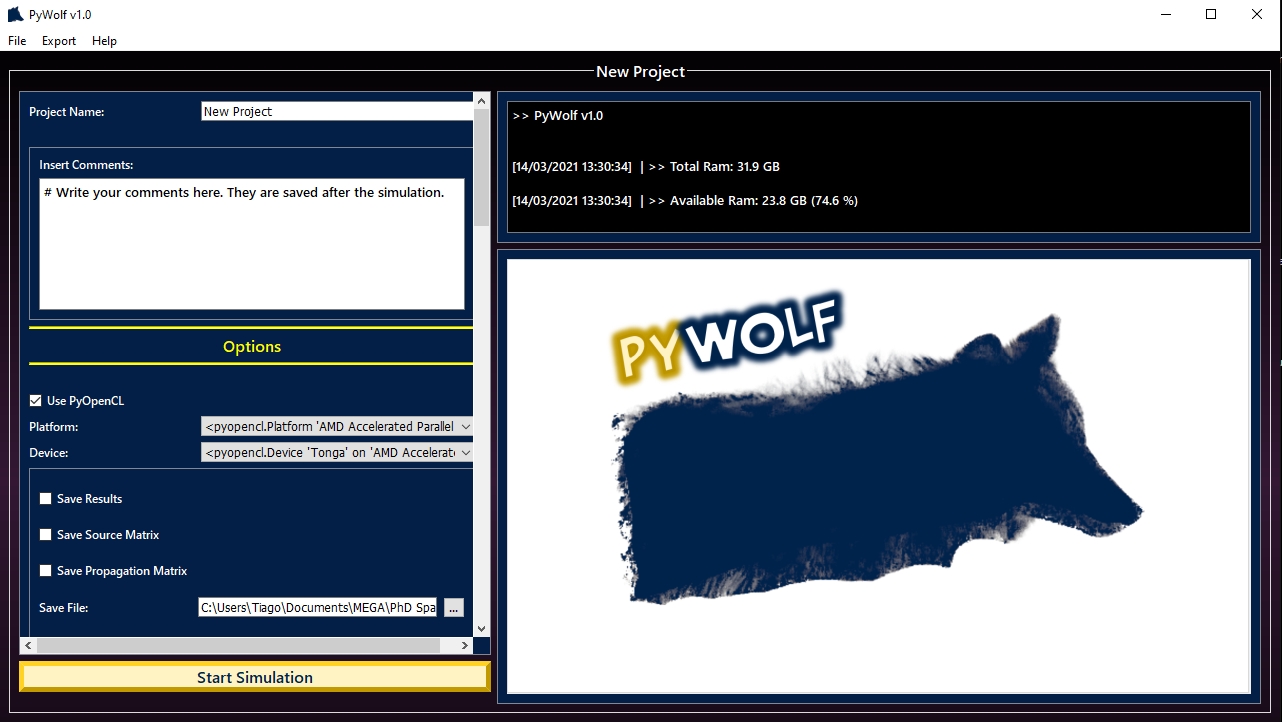 PyWolf v1.0
File Export Help
New Project
Project Name: New Project
Insert Comments:
# Write your comments here. They are saved after the simulation.
Options
Use PyOpenCL
Platform: <pyopencl.Platform 'AMD Accelerated Parallel
Device: <pyopencl.Device 'Tonga' on 'AMD Accelerat
Save Results
Save Source Matrix
Save Propagation Matrix
Save File: C:\Users\Tiago\Documents\MEGA\PhD Spa ...
Start Simulation
>> PyWolf v1.0
[14/03/2021 13:30:34] | >> Total Ram: 31.9 GB
[14/03/2021 13:30:34] | >> Available Ram: 23.8 GB (74.6 %)
PYWOLF